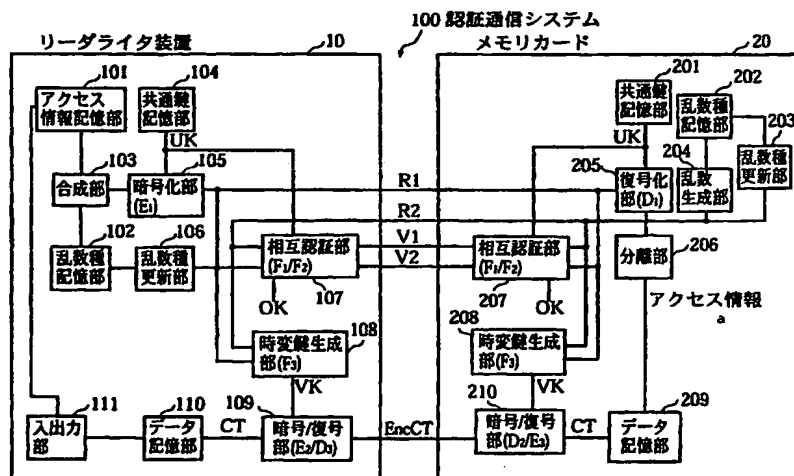 100 認証通信システム
リーダライタ装置
10
メモリカード
20
101
アクセス
情報記憶部
104
共通鍵
記憶部
UK
103
合成部
105
暗号化部
(E1)
102
乱数種
記憶部
106
乱数種
更新部
相互認証部
(F1/F2)
107
OK
108
時変鍵生成
部(F3)
VK
111
入出力
部
110
データ
記憶部
CT
109
暗号/復号
部(E2/D3)
R1
R2
V1
V2
EncCT
201
共通鍵
記憶部
UK
202
乱数種
記憶部
203
乱数種
更新部
204
乱数
生成部
205
復号化
部(D1)
206
分離部
アクセス情報
a
相互認証部
(F1/F2)
207
OK
208
時変鍵生成
部(F3)
VK
210
暗号/復号
部(D2/E3)
CT
209
データ
記憶部